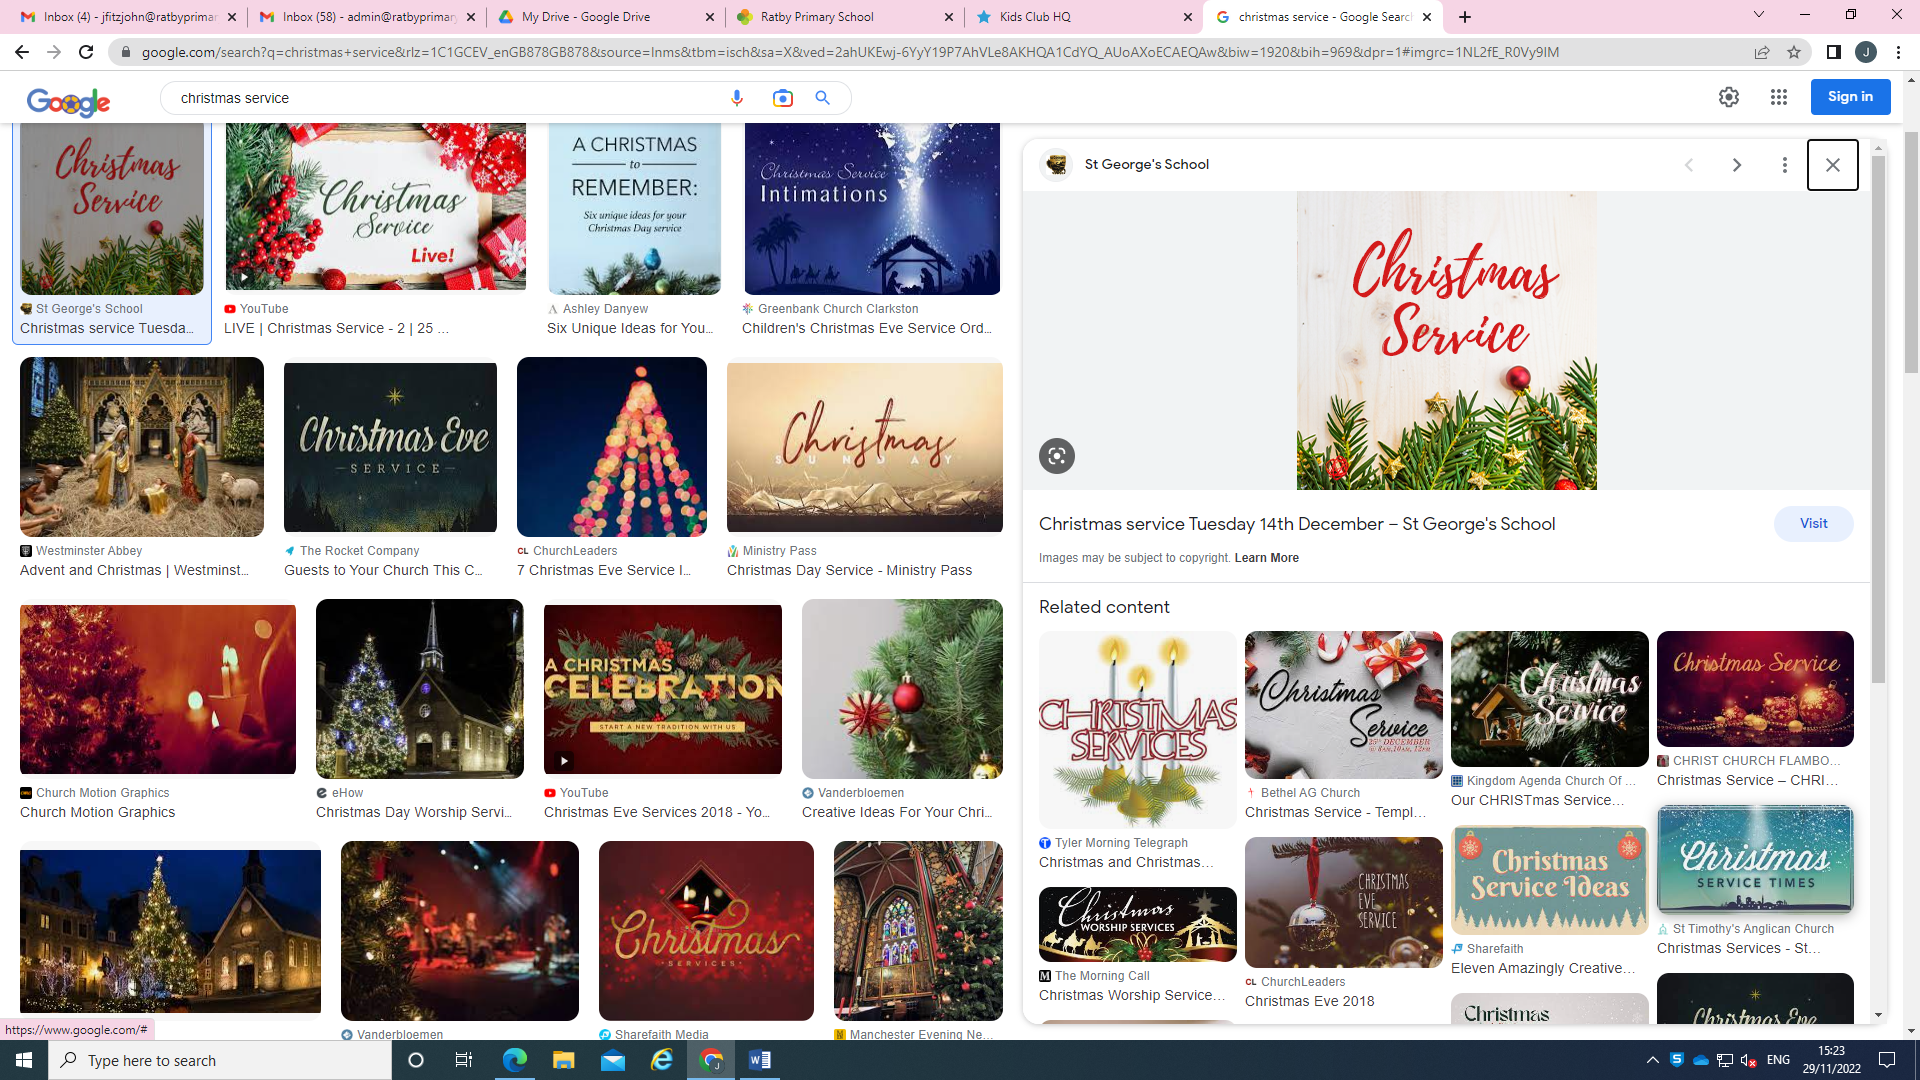 Inbox (4) - jfitzjohn@ratbyprimar
Inbox (58) - admin@ratbyprimary
My Drive - Google Drive
Ratby Primary School
Kids Club HQ
christmas service - Google Search
google.com/search?q=christmas+service&rlz=1C1GCEV_enGB878GB878&source=lnms&tbm=isch&sa=X&ved=2ahUKEwj-6YyY19P7AhVLe8AKHQA1CdYQ_AUoAXoECAEQAw&biw=1920&bih=969&dpr=1#imgrc=1NL2fE_R0Vy9IM
J
Google
christmas service
Sign in
Christmas
Service
St George's School
Christmas service Tuesda...
Christmas
Service
Live!
YouTube
LIVE | Christmas Service - 2 | 25 ...
A CHRISTMAS
to
REMEMBER:
Six unique ideas for your
Christmas Day service
Ashley Danyew
Six Unique Ideas for You...
Christmas Service
Intimations
Greenbank Church Clarkston
Children's Christmas Eve Service Ord...
Westminster Abbey
Advent and Christmas | Westminst...
Christmas Eve
SERVICE
The Rocket Company
Guests to Your Church This C...
CL ChurchLeaders
7 Christmas Eve Service I...
Christmas
SUNDAY
Ministry Pass
Christmas Day Service - Ministry Pass
Church Motion Graphics
Church Motion Graphics
eHow
Christmas Day Worship Servi...
A CHRISTMAS
CELEBRATION
START A NEW TRADITION WITH US
YouTube
Christmas Eve Services 2018 - Yo...
Vanderbloemen
Creative Ideas For Your Chri...
Vanderbloemen
Christmas
SERVICES
Sharefaith Media
Manchester Evening Ne...
St George's School
Christmas
Service
Christmas service Tuesday 14th December – St George's School
Visit
Images may be subject to copyright. Learn More
Related content
CHRISTMAS
SERVICES
Tyler Morning Telegraph
Christmas and Christmas...
Christmas
Service
25th DECEMBER
@ 8AM,10AM, 12PM
Bethel AG Church
Christmas Service - Templ...
Christmas
Service
Kingdom Agenda Church Of ...
Our CHRISTmas Service...
Christmas Service
CHRIST CHURCH FLAMBO...
Christmas Service – CHRI...
Christmas
WORSHIP SERVICES
M The Morning Call
Christmas Worship Service...
CHRISTMAS
EVE
SERVICE
CL ChurchLeaders
Christmas Eve 2018
Christmas
Service Ideas
Sharefaith
Eleven Amazingly Creative...
Christmas
SERVICE TIMES
St Timothy's Anglican Church
Christmas Services - St...
Christmas
Christmas Eve
https://www.google.com/#
Type here to search
ENG
15:23
29/11/2022